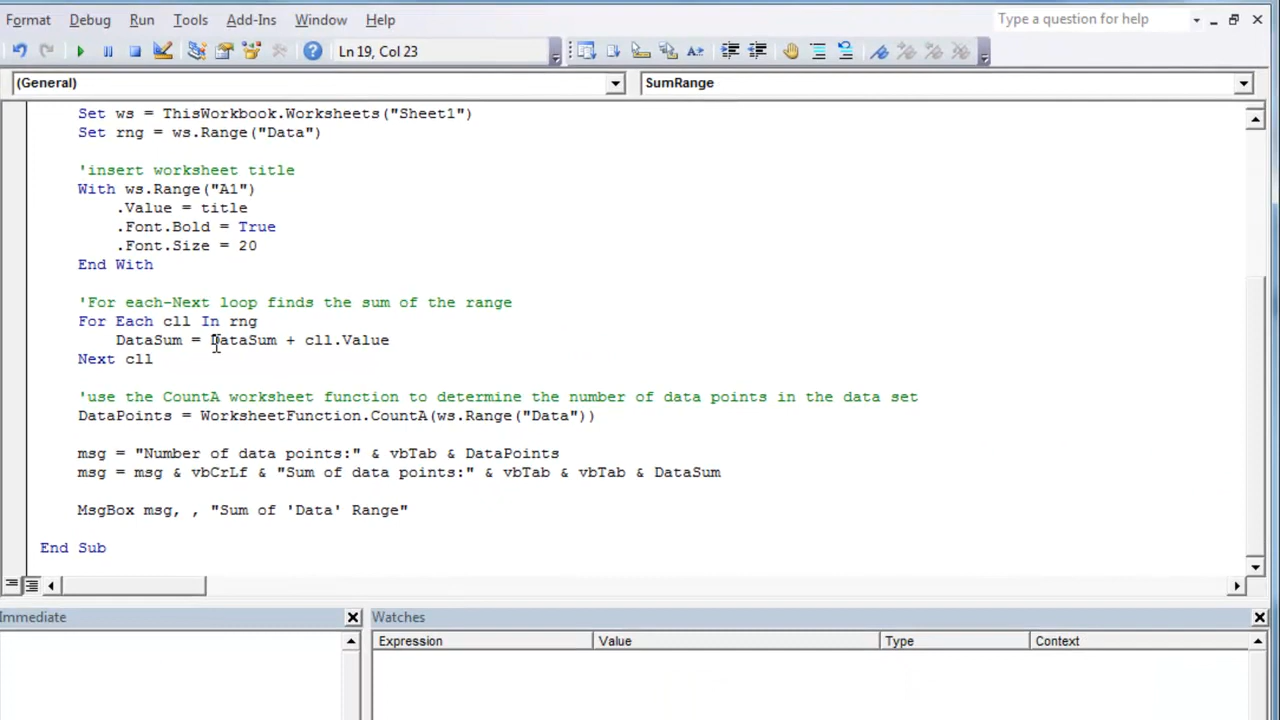 Format Debug Run Tools Add-Ins Window Help Type a question for help
Ln 19, Col 23
(General) SumRange
Set ws = ThisWorkbook.Worksheets("Sheet1")
Set rng = ws.Range("Data")
'insert worksheet title
With ws.Range("A1")
.Value = title
.Font.Bold = True
.Font.Size = 20
End With
'For each-Next loop finds the sum of the range
For Each cll In rng
DataSum = DataSum + cll.Value
Next cll
'use the CountA worksheet function to determine the number of data points in the data set
DataPoints = WorksheetFunction.CountA(ws.Range("Data"))
msg = "Number of data points:" & vbTab & DataPoints
msg = msg & vbCrLf & "Sum of data points:" & vbTab & vbTab & DataSum
MsgBox msg, , "Sum of 'Data' Range"
End Sub
Immediate Watches
Expression Value Type Context